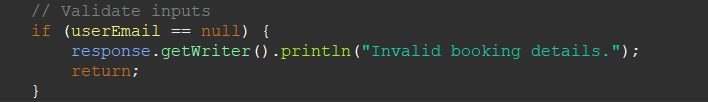 // Validate inputs
if (userEmail == null) {
    response.getWriter().println("Invalid booking details.");
    return;
}